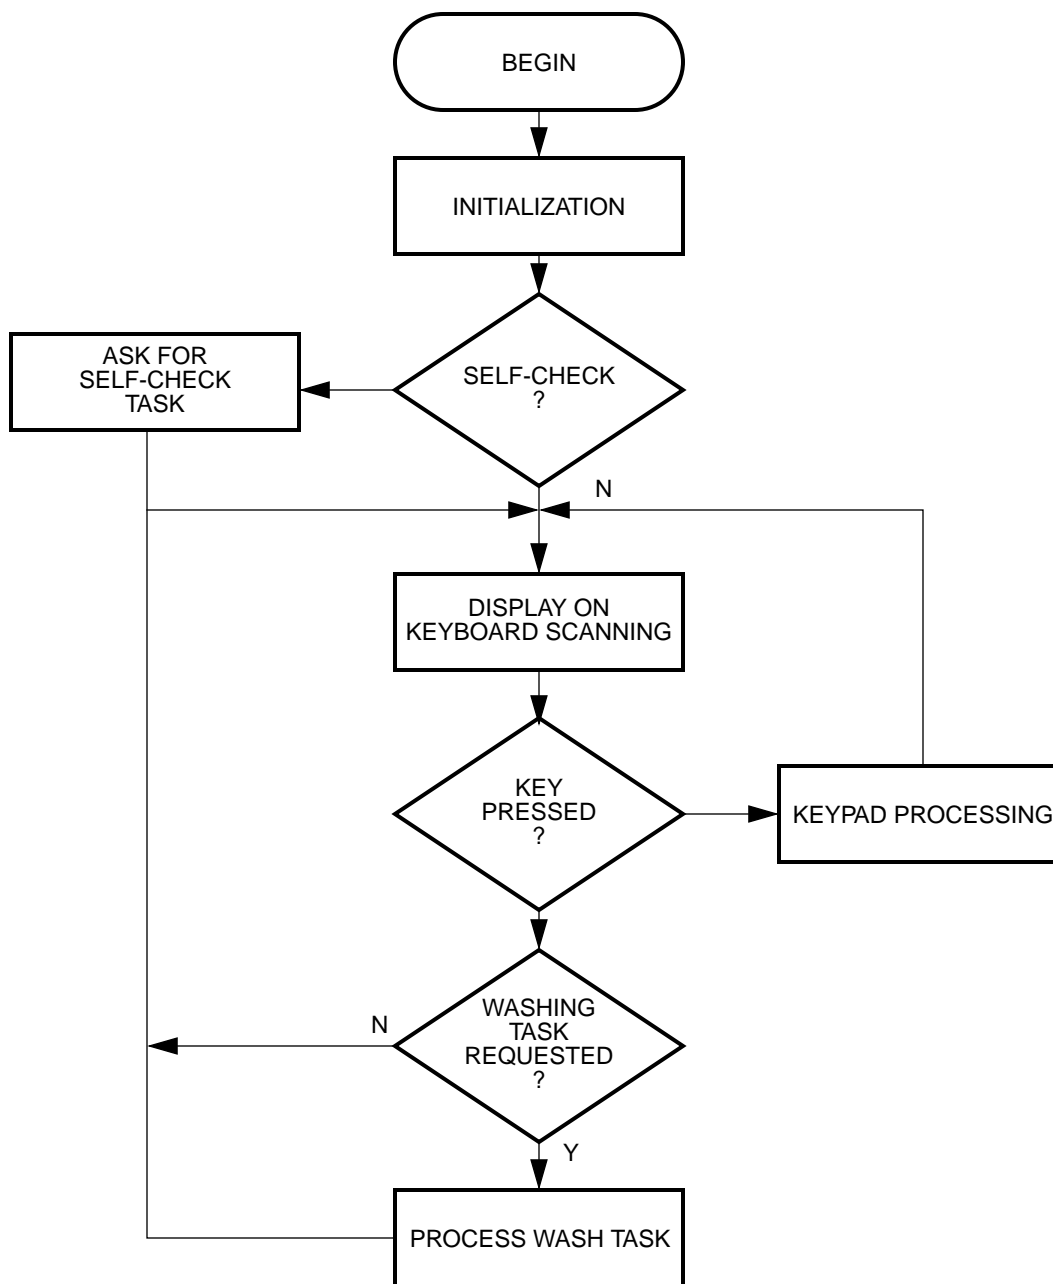 BEGIN
INITIALIZATION
ASK FOR
SELF-CHECK
TASK
SELF-CHECK
?
N
DISPLAY ON
KEYBOARD SCANNING
KEY
PRESSED
?
KEYPAD PROCESSING
WASHING
TASK
REQUESTED
?
N
Y
PROCESS WASH TASK